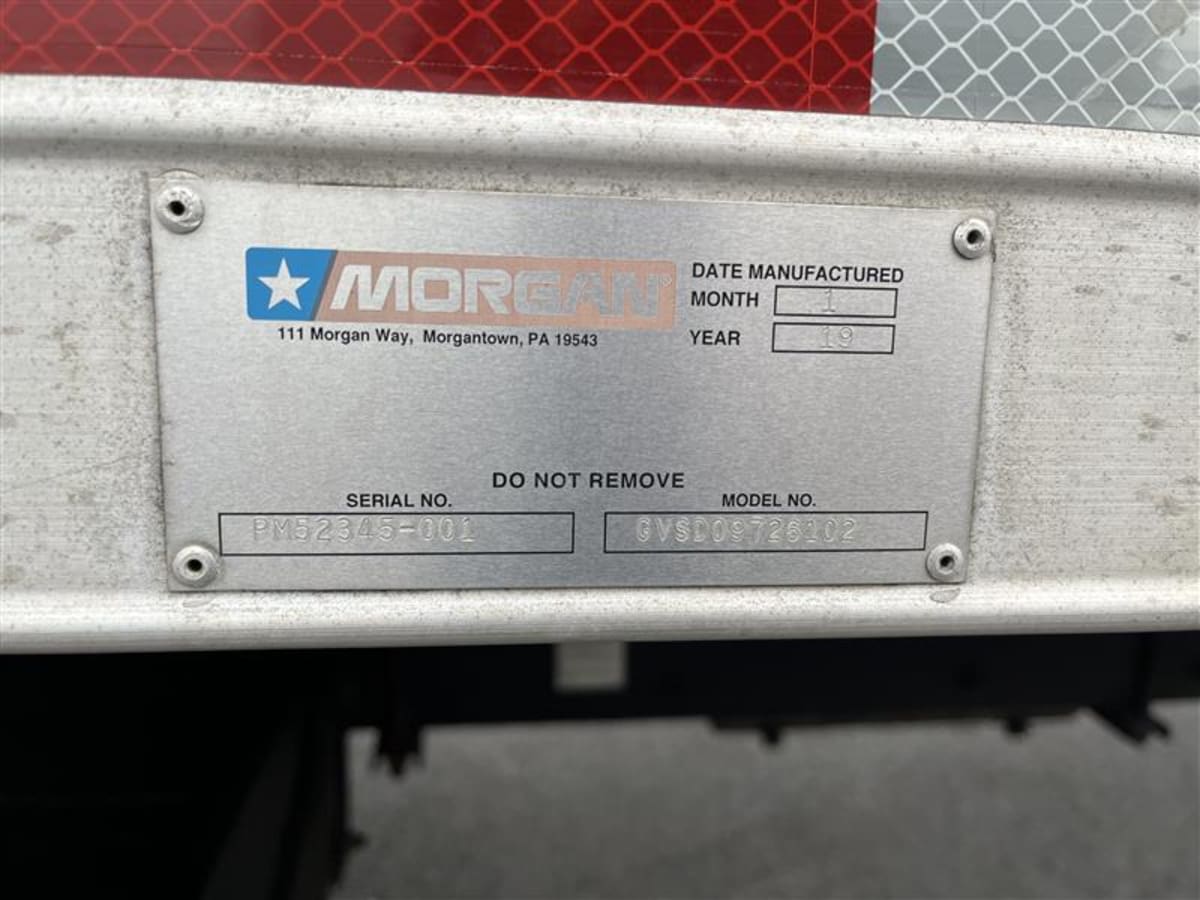 MORGAN®
111 Morgan Way, Morgantown, PA 19543
DATE MANUFACTURED
MONTH 1
YEAR 19
DO NOT REMOVE
SERIAL NO. MODEL NO.
PM52345-001 GVSD09726102